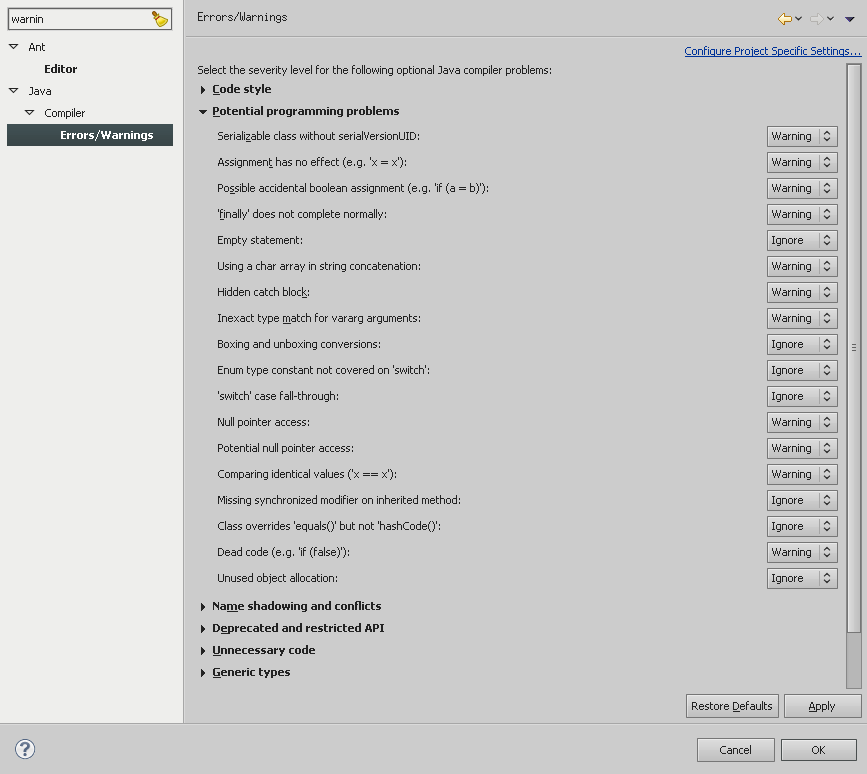 warnin
Ant
Editor
Java
Compiler
Errors/Warnings
Errors/Warnings
Configure Project Specific Settings...
Select the severity level for the following optional Java compiler problems:
Code style
Potential programming problems
Serializable class without serialVersionUID: Warning
Assignment has no effect (e.g. 'x = x'): Warning
Possible accidental boolean assignment (e.g. 'if (a = b)'): Warning
'finally' does not complete normally: Warning
Empty statement: Ignore
Using a char array in string concatenation: Warning
Hidden catch block: Warning
Inexact type match for vararg arguments: Warning
Boxing and unboxing conversions: Ignore
Enum type constant not covered on 'switch': Ignore
'switch' case fall-through: Ignore
Null pointer access: Warning
Potential null pointer access: Warning
Comparing identical values ('x == x'): Warning
Missing synchronized modifier on inherited method: Ignore
Class overrides 'equals()' but not 'hashCode()': Ignore
Dead code (e.g. 'if (false)'): Warning
Unused object allocation: Ignore
Name shadowing and conflicts
Deprecated and restricted API
Unnecessary code
Generic types
Restore Defaults Apply
? Cancel OK